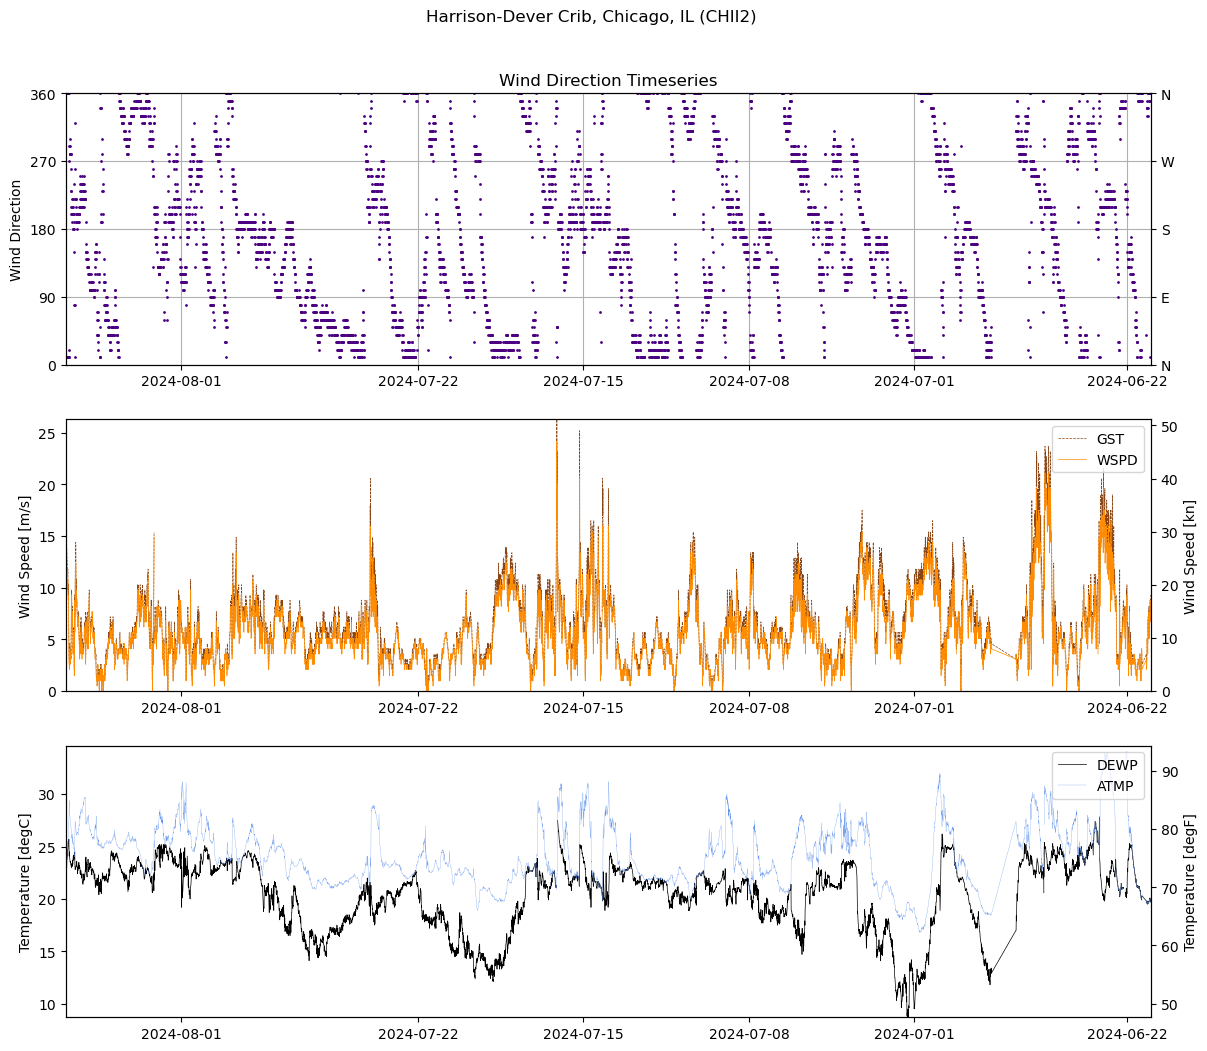 Harrison-Dever Crib, Chicago, IL (CHII2)
Wind Direction Timeseries
360
270
180
90
0
Wind Direction
N
W
S
E
N
2024-08-01
2024-07-22
2024-07-15
2024-07-08
2024-07-01
2024-06-22
25
20
15
10
5
0
Wind Speed [m/s]
GST
WSPD
50
40
30
20
10
0
Wind Speed [kn]
2024-08-01
2024-07-22
2024-07-15
2024-07-08
2024-07-01
2024-06-22
30
25
20
15
10
Temperature [degC]
DEWP
ATMP
90
80
70
60
50
Temperature [degF]
2024-08-01
2024-07-22
2024-07-15
2024-07-08
2024-07-01
2024-06-22